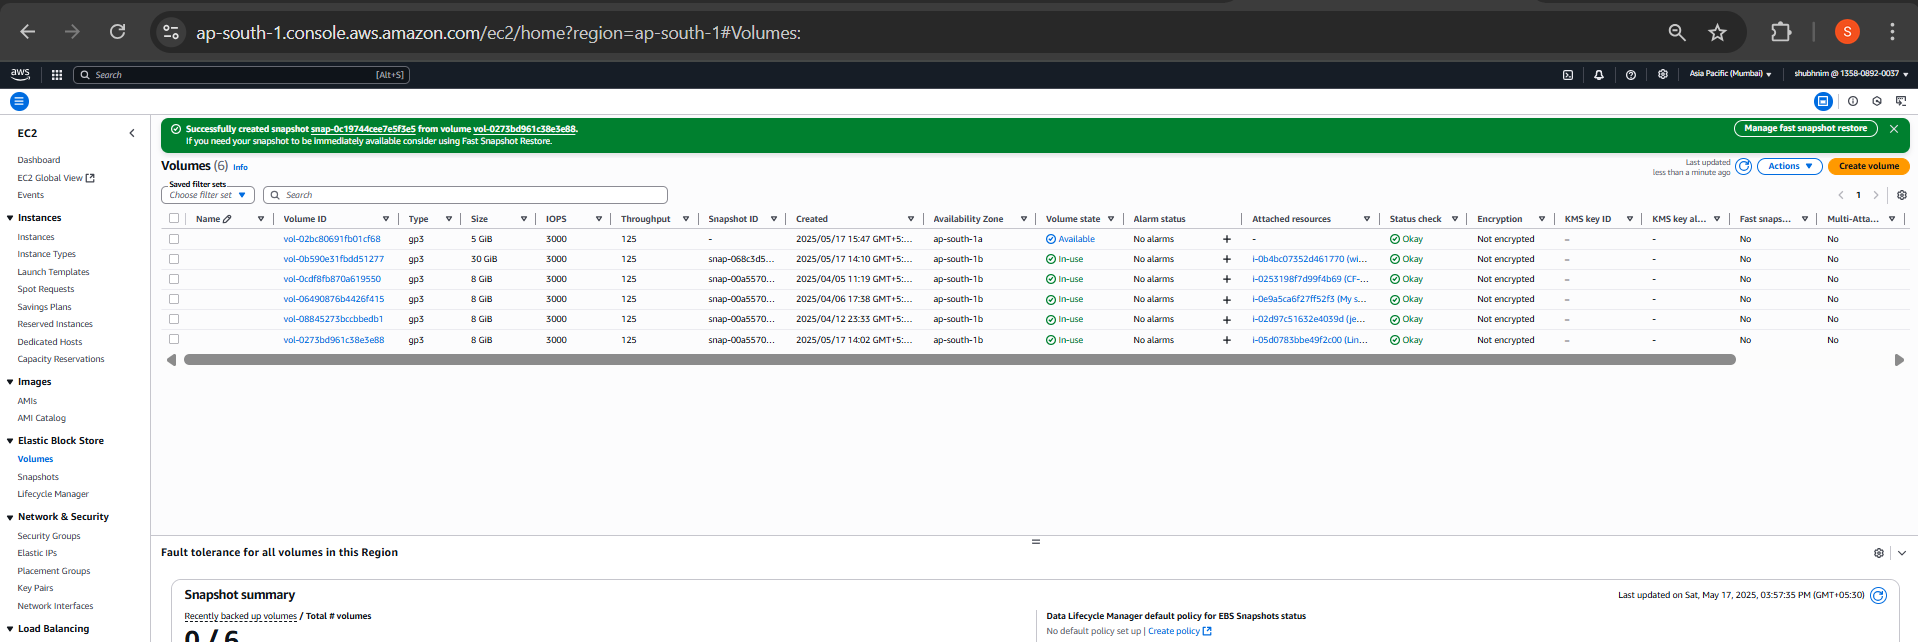 ap-south-1.console.aws.amazon.com/ec2/home?region=ap-south-1#Volumes:
S
aws
Search
[Alt+S]
Asia Pacific (Mumbai)
shubhnim @ 1358-0892-0037
EC2
Dashboard
EC2 Global View
Events
Instances
Instances
Instance Types
Launch Templates
Spot Requests
Savings Plans
Reserved Instances
Dedicated Hosts
Capacity Reservations
Images
AMIs
AMI Catalog
Elastic Block Store
Volumes
Snapshots
Lifecycle Manager
Network & Security
Security Groups
Elastic IPs
Placement Groups
Key Pairs
Network Interfaces
Load Balancing
Successfully created snapshot snap-0c19744cee7e5f3e5 from volume vol-0273bd961c38e3e88.
If you need your snapshot to be immediately available consider using Fast Snapshot Restore.
Manage fast snapshot restore
Volumes (6) Info
Last updated
less than a minute ago
Actions
Create volume
Saved filter sets
Choose filter set
Search
1
Name Volume ID Type Size IOPS Throughput Snapshot ID Created Availability Zone Volume state Alarm status Attached resources Status check Encryption KMS key ID KMS key al... Fast snaps... Multi-Atta...
vol-02bc80691fb01cf68 gp3 5 GiB 3000 125 - 2025/05/17 15:47 GMT+5:... ap-south-1a Available No alarms + - Okay Not encrypted – - No No
vol-0b590e31fbdd51277 gp3 30 GiB 3000 125 snap-068c3d5... 2025/05/17 14:10 GMT+5:... ap-south-1b In-use No alarms + i-0b4bc07352d461770 (wi... Okay Not encrypted – - No No
vol-0cdf8fb870a619550 gp3 8 GiB 3000 125 snap-00a5570... 2025/04/05 11:19 GMT+5:... ap-south-1b In-use No alarms + i-0253198f7d99f4b69 (CF-... Okay Not encrypted – - No No
vol-06490876b4426f415 gp3 8 GiB 3000 125 snap-00a5570... 2025/04/06 17:38 GMT+5:... ap-south-1b In-use No alarms + i-0e9a5ca6f27ff52f3 (My s... Okay Not encrypted – - No No
vol-08845273bccbbedb1 gp3 8 GiB 3000 125 snap-00a5570... 2025/04/12 23:33 GMT+5:... ap-south-1b In-use No alarms + i-02d97c51632e4039d (je... Okay Not encrypted – - No No
vol-0273bd961c38e3e88 gp3 8 GiB 3000 125 snap-00a5570... 2025/05/17 14:02 GMT+5:... ap-south-1b In-use No alarms + i-05d0783bbe49f2c00 (Lin... Okay Not encrypted – - No No
Fault tolerance for all volumes in this Region
Snapshot summary
Last updated on Sat, May 17, 2025, 03:57:35 PM (GMT+05:30)
Recently backed up volumes / Total # volumes
0 / 6
Data Lifecycle Manager default policy for EBS Snapshots status
No default policy set up | Create policy